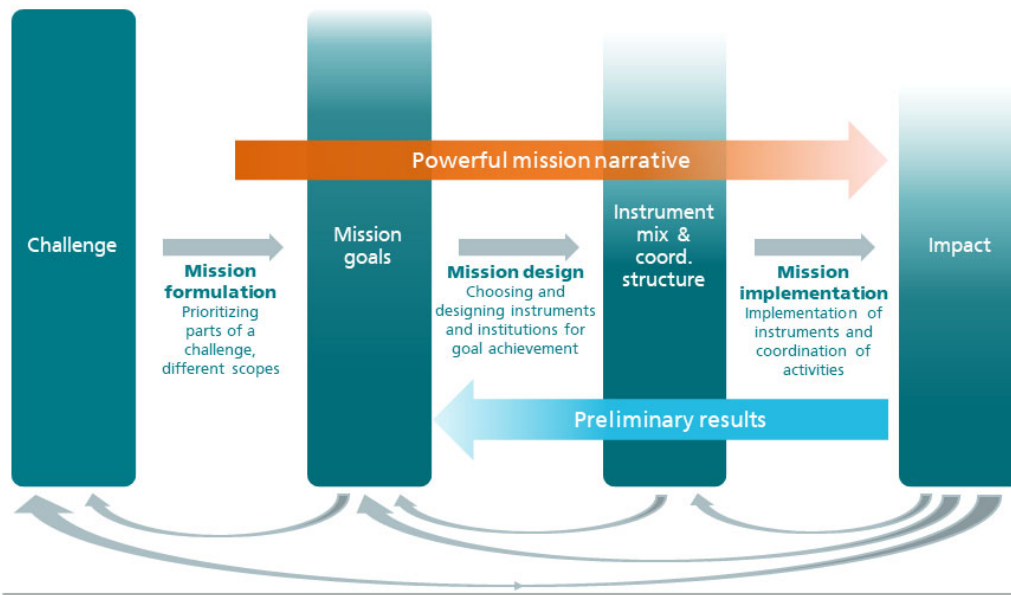 Powerful mission narrative
Challenge
Mission
formulation
Prioritizing
parts of a
challenge,
different scopes
Mission
goals
Mission design
Choosing and
designing instruments
and institutions for
goal achievement
Instrument
mix &
coord.
structure
Mission
implementation
Implementation of
instruments and
coordination of
activities
Impact
Preliminary results